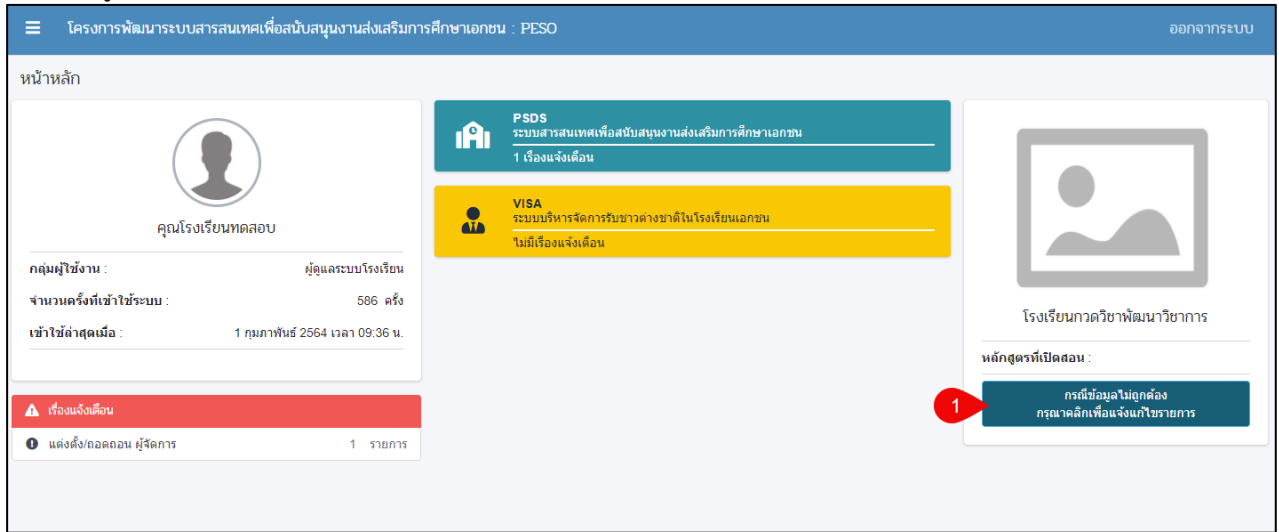 โครงการพัฒนาระบบสารสนเทศเพื่อสนับสนุนงานส่งเสริมการศึกษาเอกชน : PESO
ออกจากระบบ
หน้าหลัก
คุณโรงเรียนทดสอบ
กลุ่มผู้ใช้งาน : ผู้ดูแลระบบโรงเรียน
จำนวนครั้งที่เข้าใช้ระบบ : 586 ครั้ง
เข้าใช้ล่าสุดเมื่อ : 1 กุมภาพันธ์ 2564 เวลา 09:36 น.
เรื่องแจ้งเตือน
แต่งตั้ง/ถอดถอน ผู้จัดการ 1 รายการ
PSDS
ระบบสารสนเทศเพื่อสนับสนุนงานส่งเสริมการศึกษาเอกชน
1 เรื่องแจ้งเตือน
VISA
ระบบบริหารจัดการรับชาวต่างชาติในโรงเรียนเอกชน
ไม่มีเรื่องแจ้งเตือน
โรงเรียนกวดวิชาพัฒนาวิชาการ
หลักสูตรที่เปิดสอน :
1
กรณีข้อมูลไม่ถูกต้อง
กรุณาคลิกเพื่อแจ้งแก้ไขรายการ